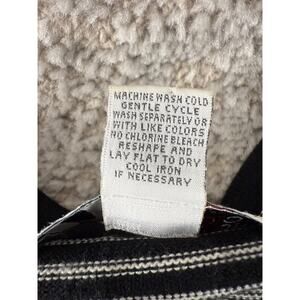 MACHINE WASH COLD
GENTLE CYCLE
WASH SEPARATELY OR
WITH LIKE COLORS
NO CHLORINE BLEACH
RESHAPE AND
LAY FLAT TO DRY
COOL IRON
IF NECESSARY